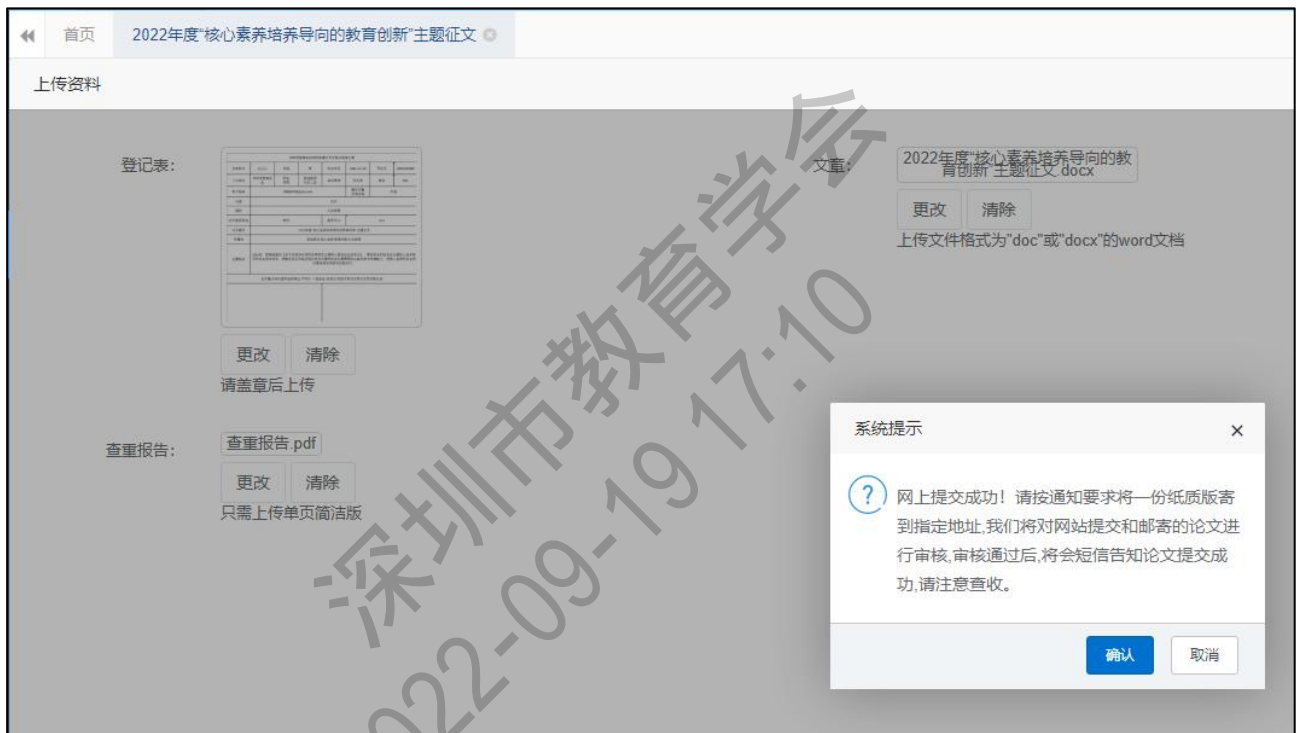 首页
2022年度"核心素养培养导向的教育创新"主题征文
上传资料
登记表：
更改 清除
请盖章后上传
文章：
2022年度"核心素养培养导向的教
育创新"主题征文.docx
更改 清除
上传文件格式为"doc"或"docx"的word文档
查重报告：
查重报告.pdf
更改 清除
只需上传单页简洁版
系统提示
网上提交成功！请按通知要求将一份纸质版寄
到指定地址,我们将对网站提交和邮寄的论文进
行审核,审核通过后,将会短信告知论文提交成
功,请注意查收。
确认 取消
深圳市教育学会
022-09-19 17:10